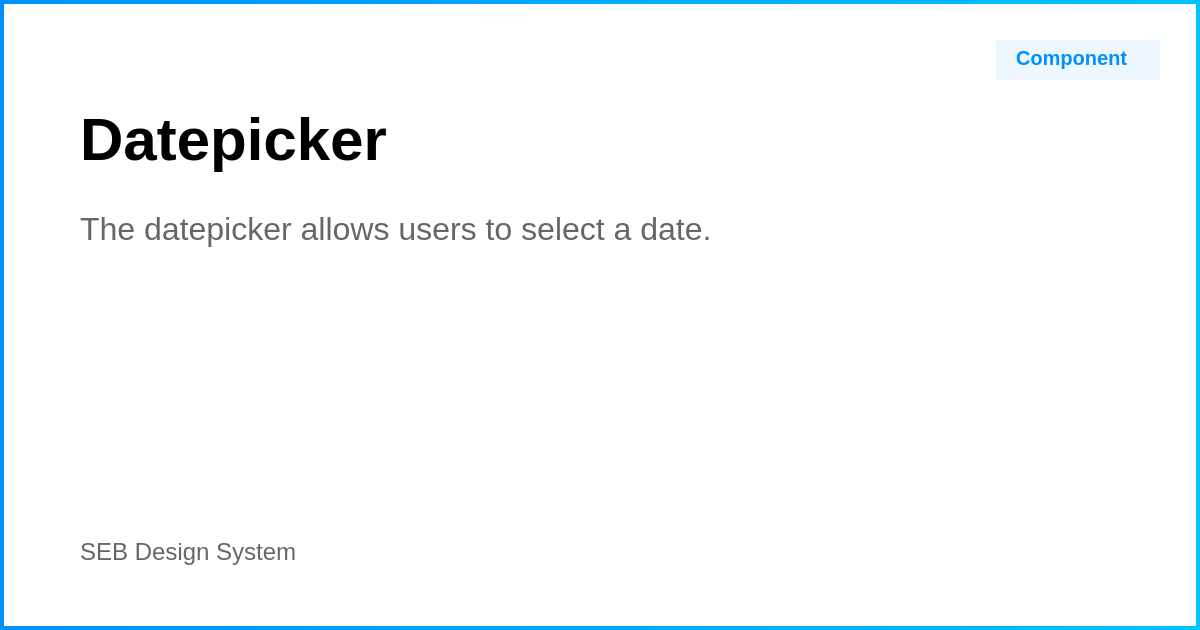 Component
Datepicker
The datepicker allows users to select a date.
SEB Design System